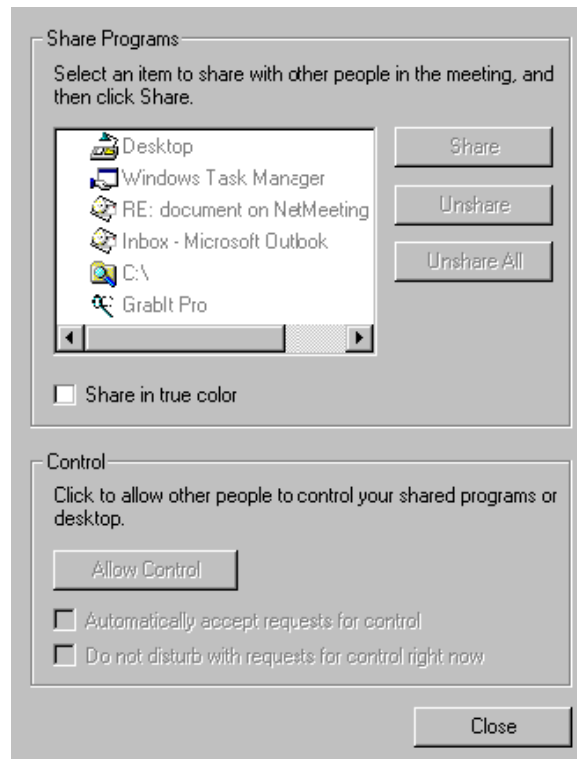 Share Programs
Select an item to share with other people in the meeting, and
then click Share.
Desktop
Share
Windows Task Manager
RE: document on NetMeeting
Unshare
Inbox - Microsoft Outlook
C:\
Unshare All
GrabIt Pro
Share in true color
Control
Click to allow other people to control your shared programs or
desktop.
Allow Control
Automatically accept requests for control
Do not disturb with requests for control right now
Close